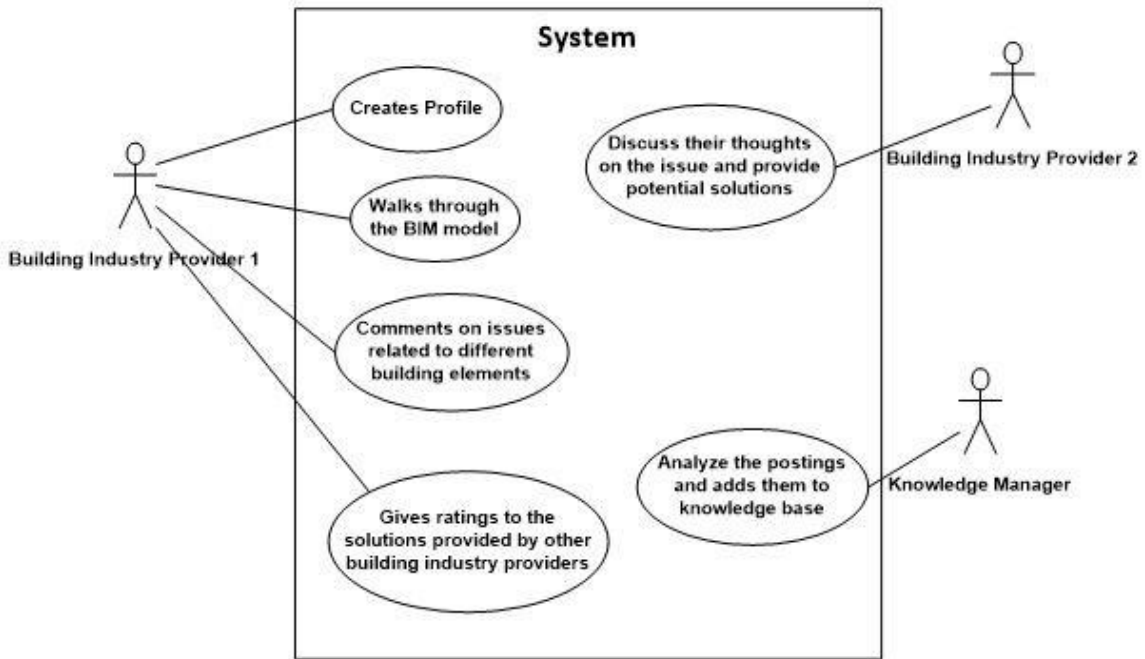 System
Creates Profile
Building Industry Provider 1
Walks through
the BIM model
Comments on issues
related to different
building elements
Gives ratings to the
solutions provided by other
building industry providers
Discuss their thoughts
on the issue and provide
potential solutions
Building Industry Provider 2
Analyze the postings
and adds them to
knowledge base
Knowledge Manager